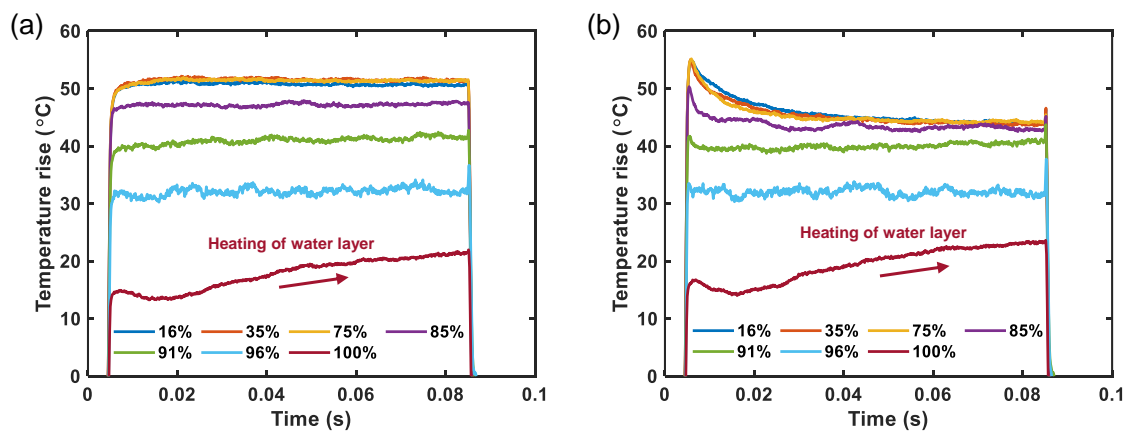 (a)
60
50
40
30
20
10
0
Temperature rise (°C)
Heating of water layer
16% 35% 75% 85%
91% 96% 100%
0 0.02 0.04 0.06 0.08 0.1
Time (s)
(b)
60
50
40
30
20
10
0
Temperature rise (°C)
Heating of water layer
16% 35% 75% 85%
91% 96% 100%
0 0.02 0.04 0.06 0.08 0.1
Time (s)